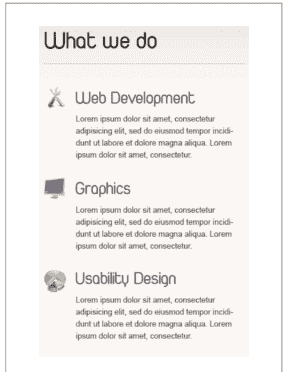 What we do
Web Development
Lorem ipsum dolor sit amet, consectetur
adipisicing elit, sed do eiusmod tempor incidi-
dunt ut labore et dolore magna aliqua. Lorem
ipsum dolor sit amet, consectetur.
Graphics
Lorem ipsum dolor sit amet, consectetur
adipisicing elit, sed do eiusmod tempor incidi-
dunt ut labore et dolore magna aliqua. Lorem
ipsum dolor sit amet, consectetur.
Usability Design
Lorem ipsum dolor sit amet, consectetur
adipisicing elit, sed do eiusmod tempor incidi-
dunt ut labore et dolore magna aliqua. Lorem
ipsum dolor sit amet, consectetur.